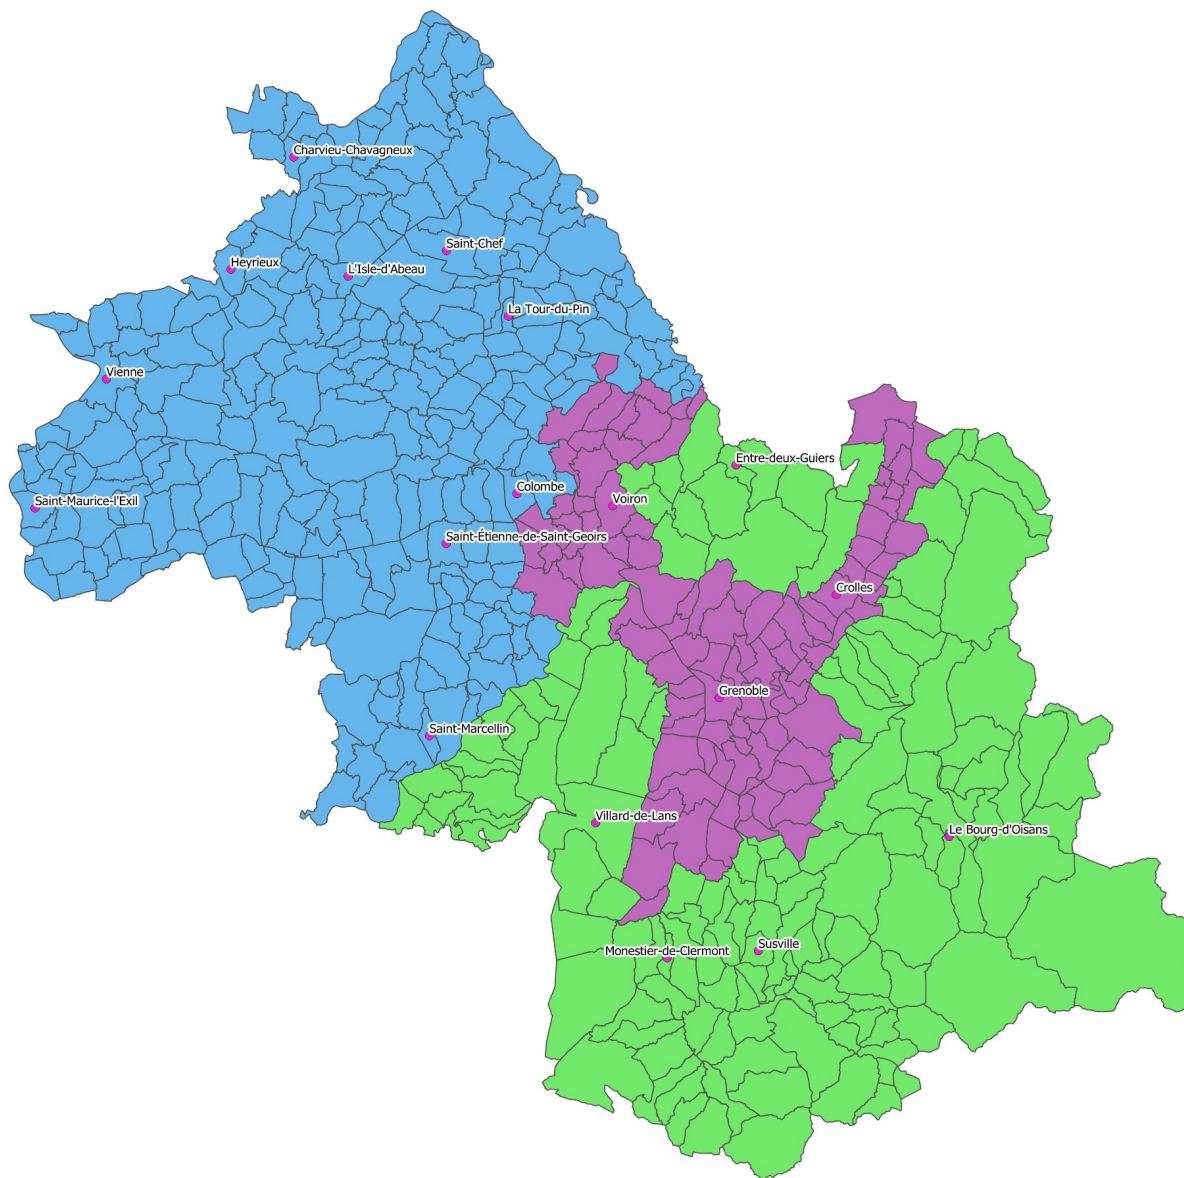 Charvieu-Chavagneux
Saint-Chef
Heyrieux
L'Isle-d'Abeau
La Tour-du-Pin
Vienne
Entre-deux-Guiers
Colombe
Saint-Maurice-l'Exil
Voiron
Saint-Étienne-de-Saint-Geoirs
Crolles
Grenoble
Saint-Marcellin
Villard-de-Lans
Le Bourg-d'Oisans
Susville
Monestier-de-Clermont